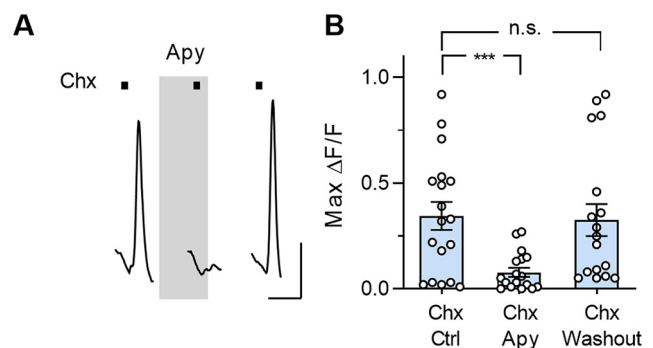 A
Apy
Chx
B
n.s.
***
1.0
0.5
0.0
Max ΔF/F
Chx Chx Chx
Ctrl Apy Washout